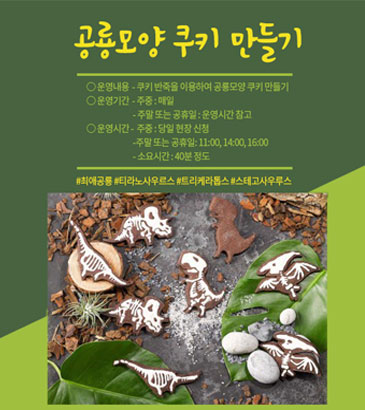 공룡모양 쿠키 만들기
○ 운영내용 - 쿠키 반죽을 이용하여 공룡모양 쿠키 만들기
○ 운영기간 - 주중 : 매일
- 주말 또는 공휴일 : 운영시간 참고
○ 운영시간 - 주중 : 당일 현장 신청
-주말 또는 공휴일: 11:00, 14:00, 16:00
- 소요시간 : 40분 정도
#최애공룡 #티라노사우르스 #트리케라톱스 #스테고사우루스